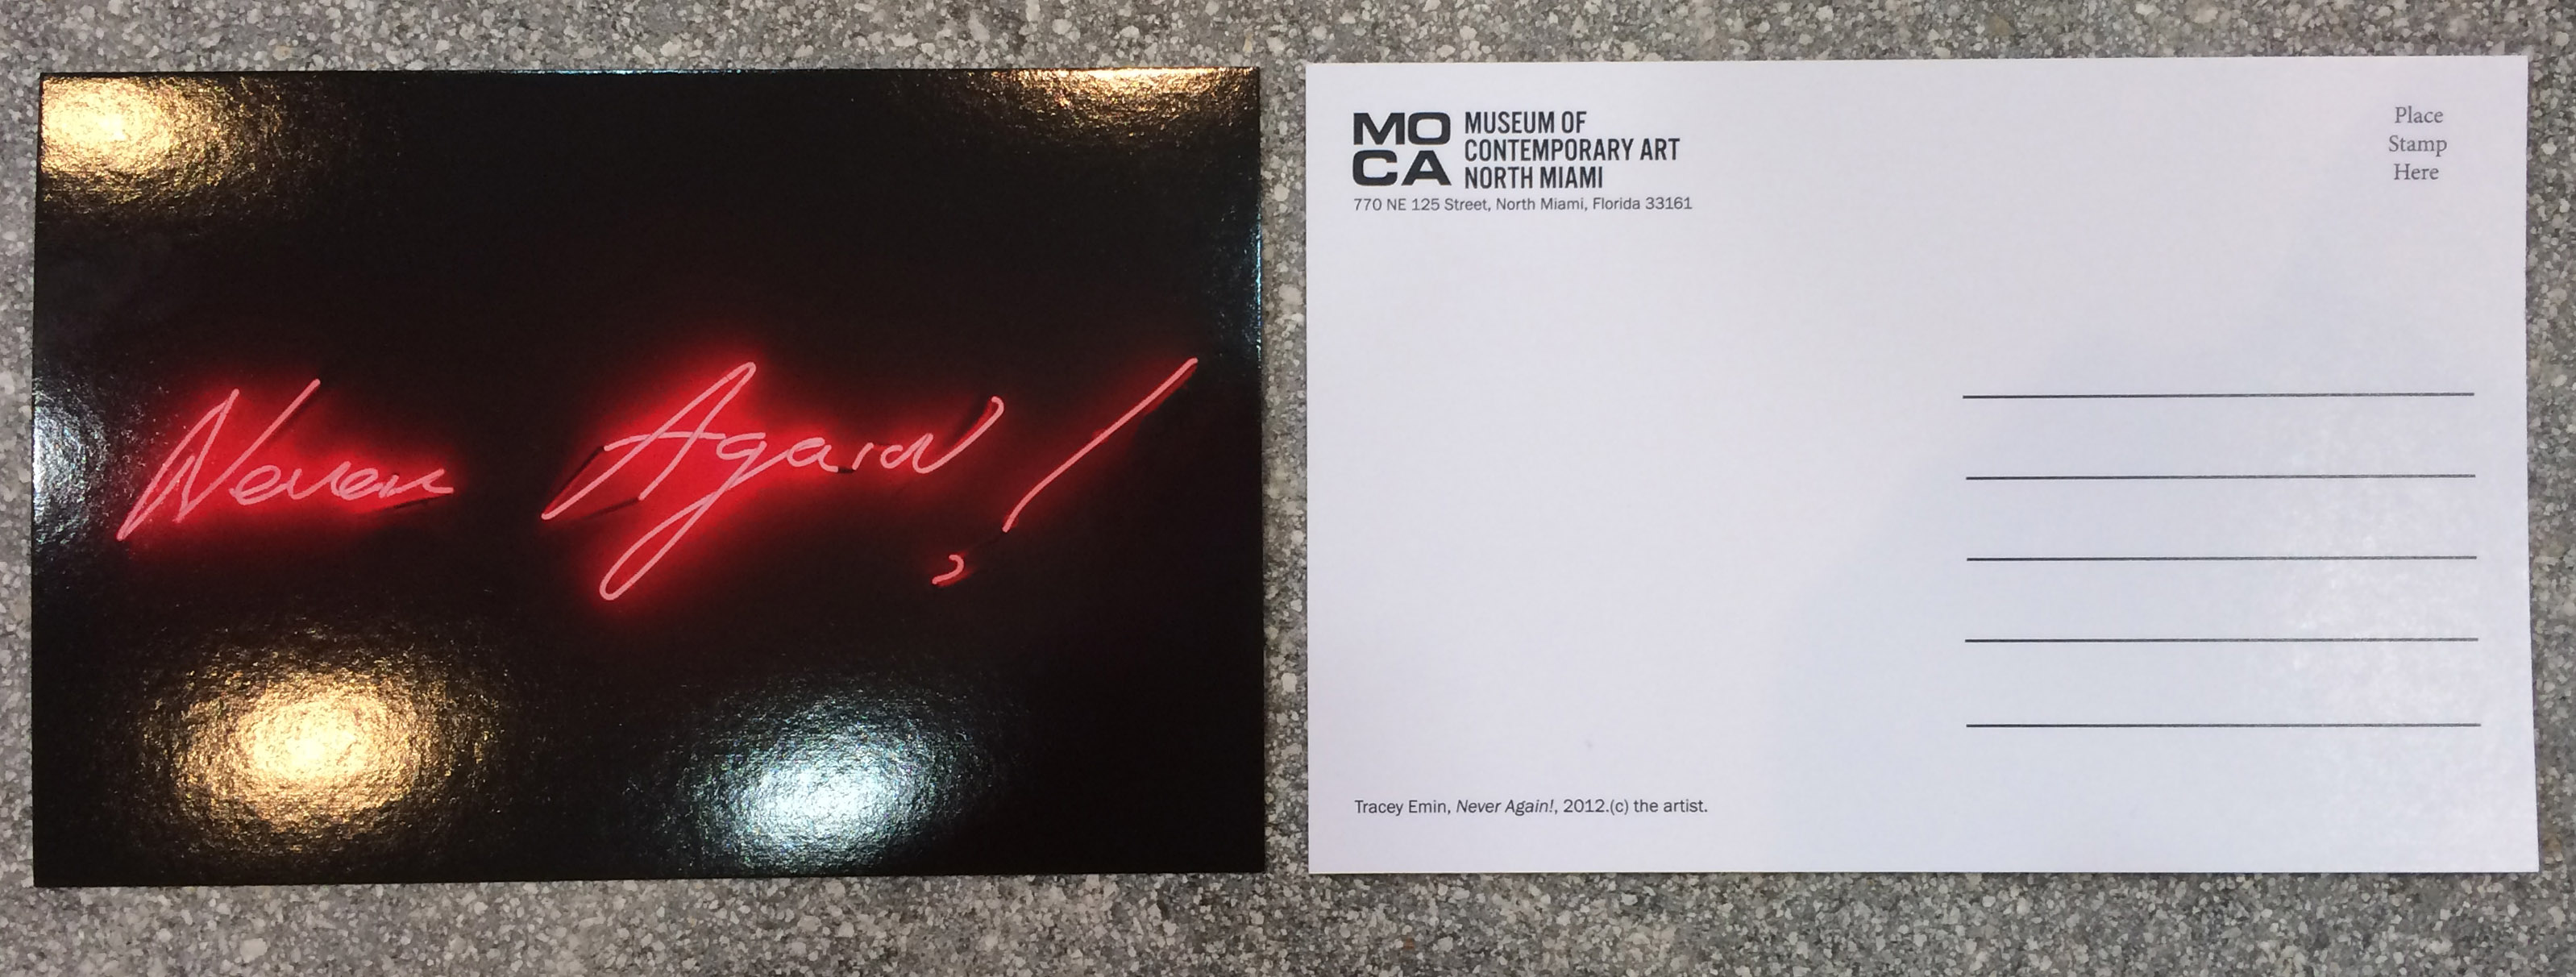 Never Again!
MO
CA
MUSEUM OF
CONTEMPORARY ART
NORTH MIAMI
770 NE 125 Street, North Miami, Florida 33161
Place
Stamp
Here
Tracey Emin, Never Again!, 2012.(c) the artist.